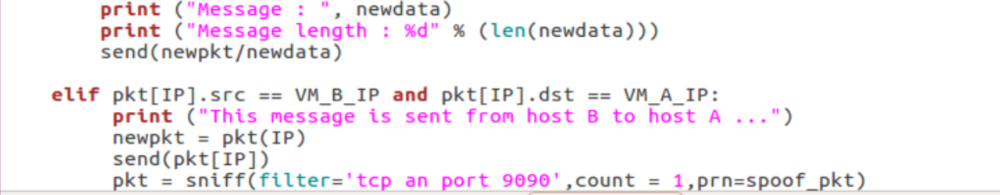 print ("Message : ", newdata)
print ("Message length : %d" % (len(newdata)))
send(newpkt/newdata)
elif pkt[IP].src == VM_B_IP and pkt[IP].dst == VM_A_IP:
print ("This message is sent from host B to host A ...")
newpkt = pkt(IP)
send(pkt[IP])
pkt = sniff(filter='tcp an port 9090',count = 1,prn=spoof_pkt)